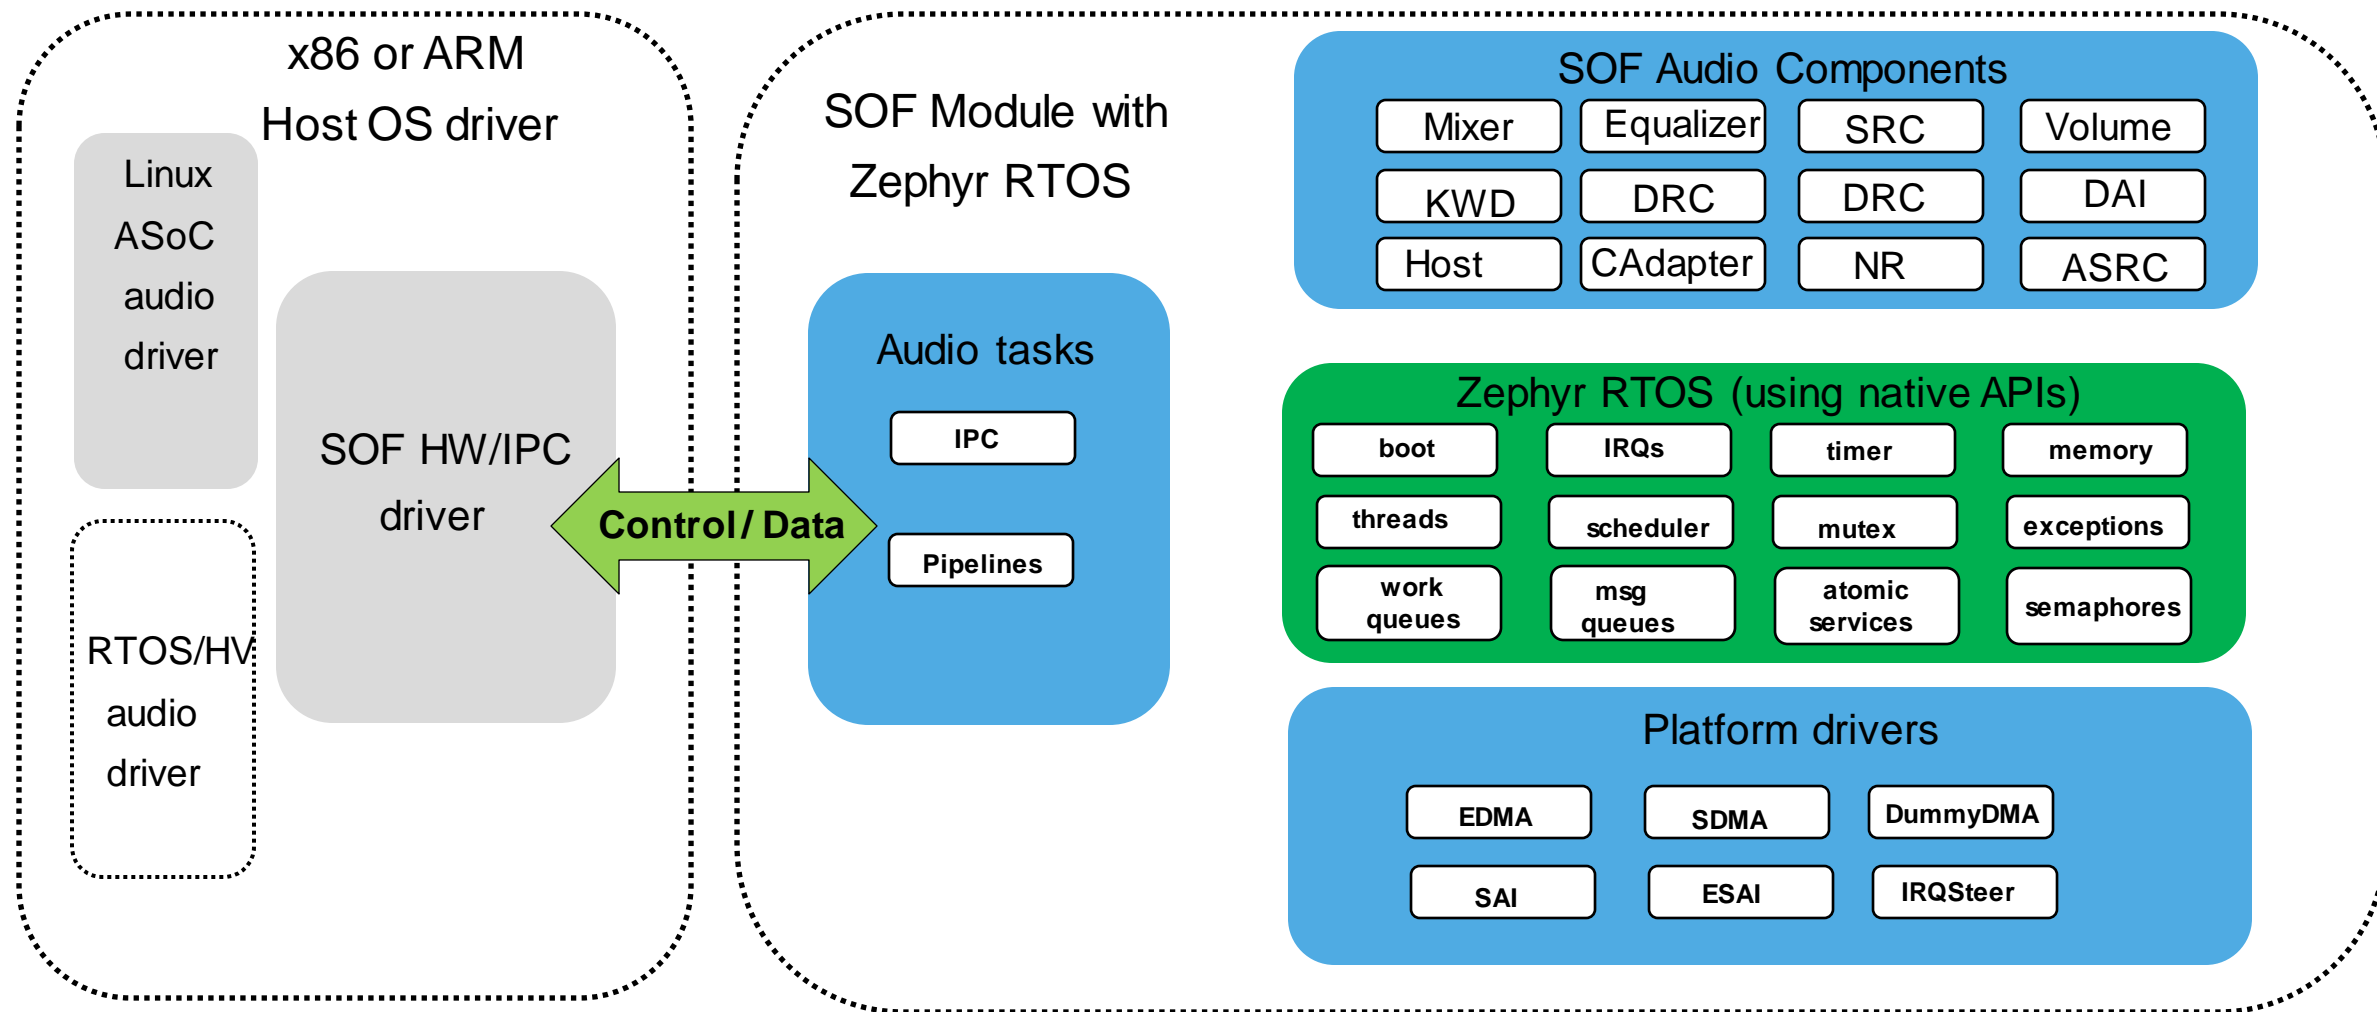 x86 or ARM
Host OS driver
Linux
ASoC
audio
driver
SOF HW/IPC
driver
RTOS/HV
audio
driver
Control / Data
SOF Module with
Zephyr RTOS
Audio tasks
IPC
Pipelines
SOF Audio Components
Mixer Equalizer SRC Volume
KWD DRC DRC DAI
Host CAdapter NR ASRC
Zephyr RTOS (using native APIs)
boot IRQs timer memory
threads scheduler mutex exceptions
work
queues
msg
queues
atomic
services
semaphores
Platform drivers
EDMA SDMA DummyDMA
SAI ESAI IRQSteer